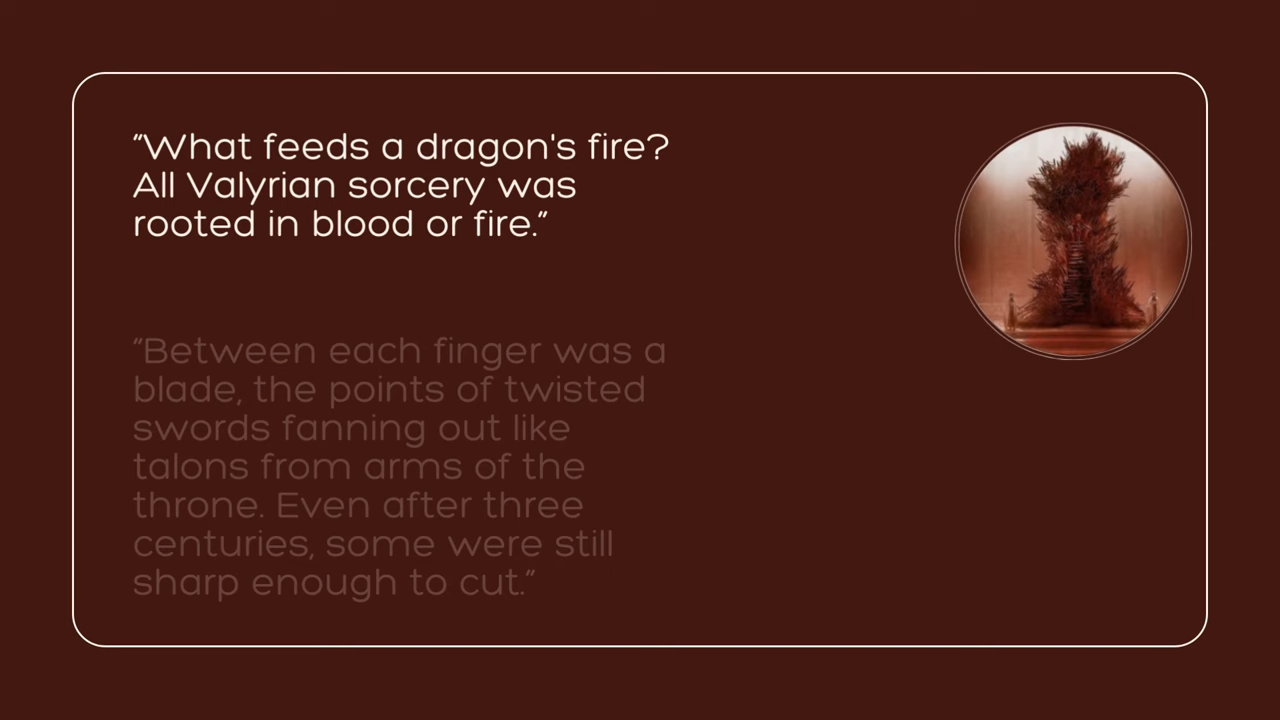 “What feeds a dragon's fire?
All Valyrian sorcery was
rooted in blood or fire.”
“Between each finger was a
blade, the points of twisted
swords fanning out like
talons from arms of the
throne. Even after three
centuries, some were still
sharp enough to cut.”